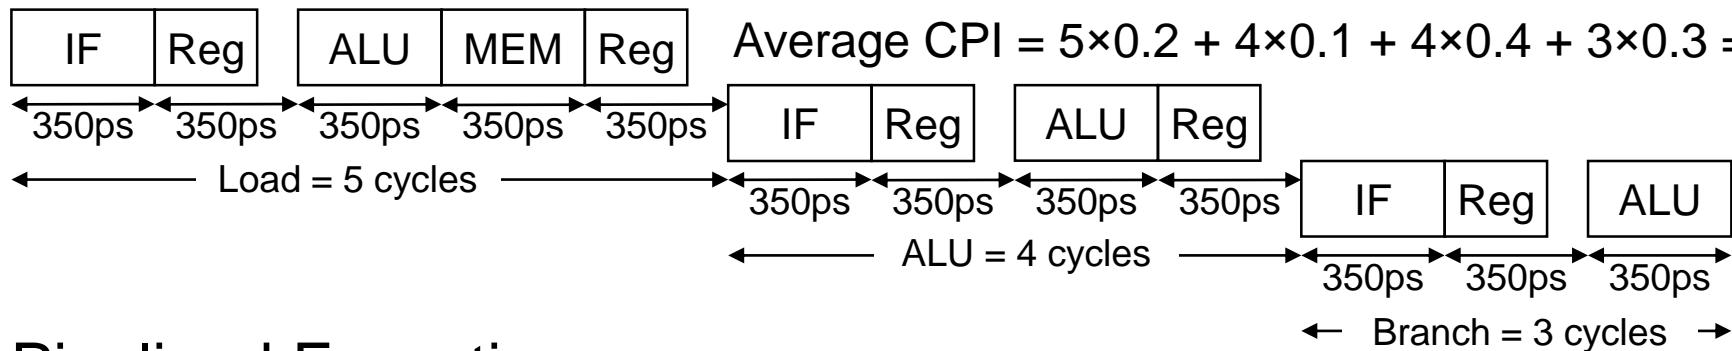 IF Reg ALU MEM Reg
Average CPI = 5×0.2 + 4×0.1 + 4×0.4 + 3×0.3 =
350ps 350ps 350ps 350ps 350ps
IF Reg ALU Reg
Load = 5 cycles
350ps 350ps 350ps 350ps
IF Reg ALU
ALU = 4 cycles
350ps 350ps 350ps
Branch = 3 cycles